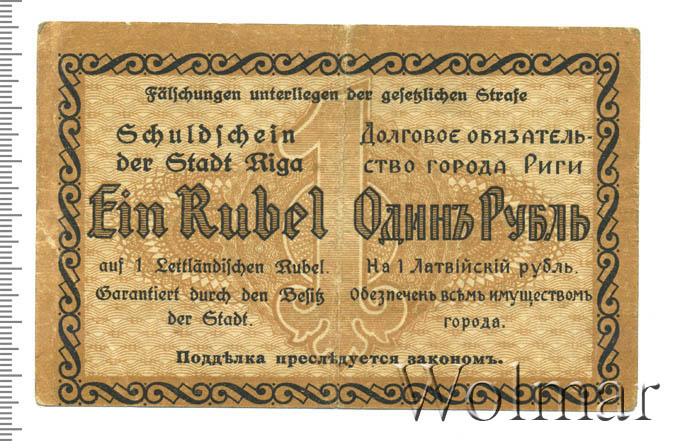 Fälschungen unterliegen der gesetzlichen Strafe
Schuldschein
der Stadt Riga
Ein Rubel
auf 1 Lettländischen Rubel.
Garantiert durch den Besitz
der Stadt.
Долговое обязатель-
ство города Риги
Одинъ Рубль
На 1 Латвійскій рубль.
Обезпеченъ всѣмъ имуществомъ
города.
1
Поддѣлка преслѣдуется закономъ.
Wolmar